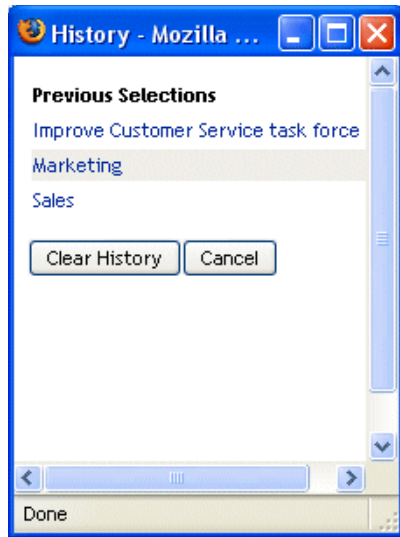 History - Mozilla ...
Previous Selections
Improve Customer Service task force
Marketing
Sales
Clear History Cancel
Done